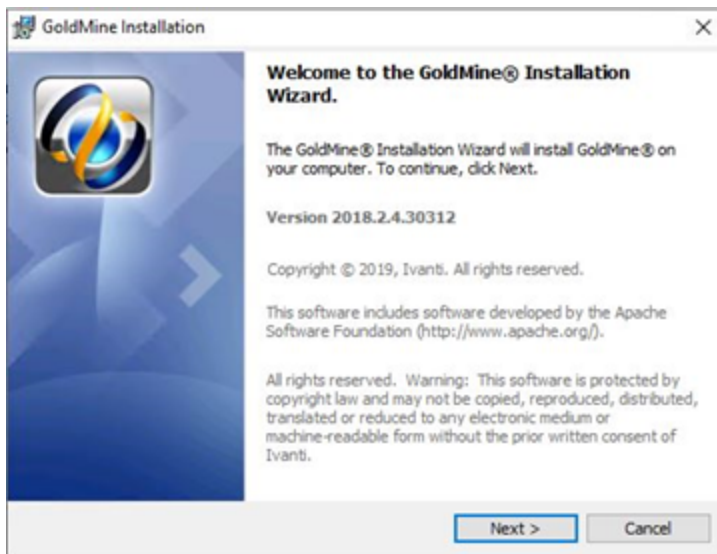 GoldMine Installation
Welcome to the GoldMine® Installation
Wizard.
The GoldMine® Installation Wizard will install GoldMine® on
your computer. To continue, click Next.
Version 2018.2.4.30312
Copyright © 2019, Ivanti. All rights reserved.
This software includes software developed by the Apache
Software Foundation (http://www.apache.org/).
All rights reserved.  Warning:  This software is protected by
copyright law and may not be copied, reproduced, distributed,
translated or reduced to any electronic medium or
machine-readable form without the prior written consent of
Ivanti.
Next >
Cancel